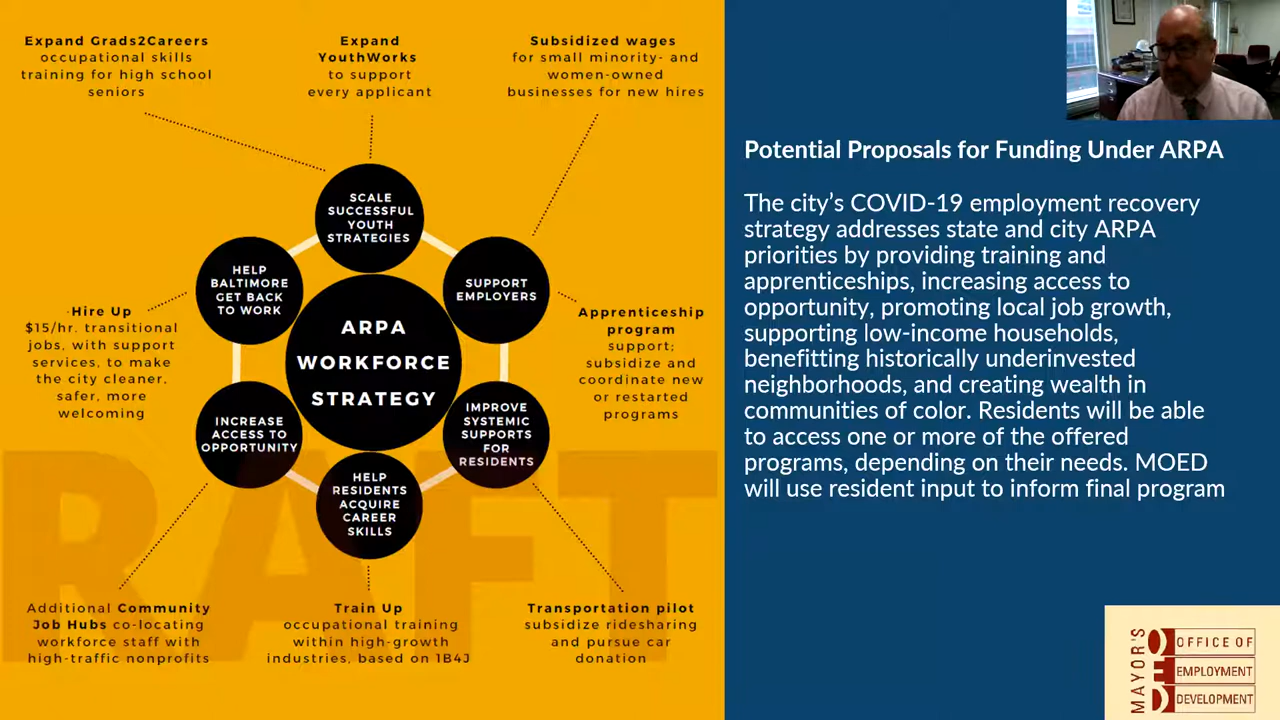 Expand Grads2Careers
occupational skills
training for high school
seniors
Expand
YouthWorks
to support
every applicant
Subsidized wages
for small minority- and
women-owned
businesses for new hires
SCALE
SUCCESSFUL
YOUTH
STRATEGIES
HELP
BALTIMORE
GET BACK
TO WORK
SUPPORT
EMPLOYERS
ARPA
WORKFORCE
STRATEGY
Hire Up
$15/hr. transitional
jobs, with support
services, to make
the city cleaner,
safer, more
welcoming
Apprenticeship
program
support;
subsidize and
coordinate new
or restarted
programs
INCREASE
ACCESS TO
OPPORTUNITY
IMPROVE
SYSTEMIC
SUPPORTS
FOR
RESIDENTS
HELP
RESIDENTS
ACQUIRE
CAREER
SKILLS
RAFT
Additional Community
Job Hubs co-locating
workforce staff with
high-traffic nonprofits
Train Up
occupational training
within high-growth
industries, based on 1B4J
Transportation pilot
subsidize ridesharing
and pursue car
donation
Potential Proposals for Funding Under ARPA
The city’s COVID-19 employment recovery
strategy addresses state and city ARPA
priorities by providing training and
apprenticeships, increasing access to
opportunity, promoting local job growth,
supporting low-income households,
benefitting historically underinvested
neighborhoods, and creating wealth in
communities of color. Residents will be able
to access one or more of the offered
programs, depending on their needs. MOED
will use resident input to inform final program
MAYOR'S
OED
OFFICE OF
EMPLOYMENT
DEVELOPMENT